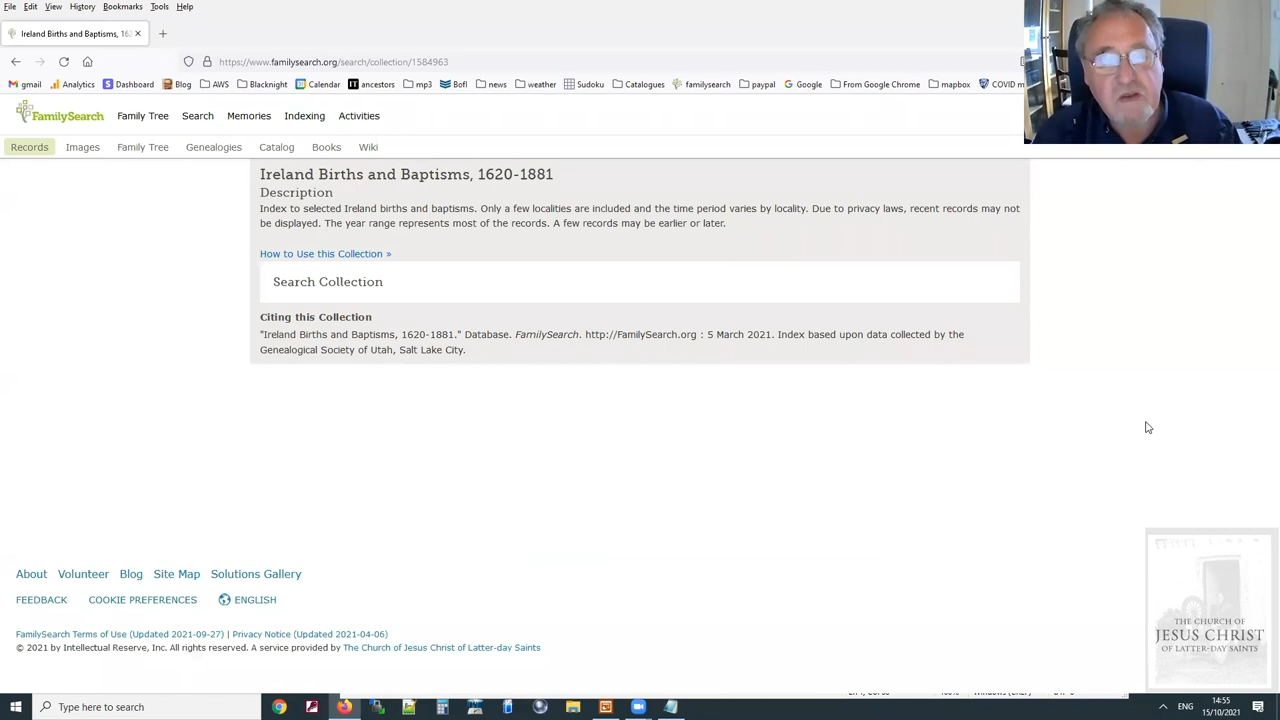 File Edit View History Bookmarks Tools Help
Ireland Births and Baptisms, 16
https://www.familysearch.org/search/collection/1584963
gmail Analytics Dashboard Blog AWS Blacknight Calendar ancestors mp3 Bofl news weather Sudoku Catalogues familysearch paypal Google From Google Chrome mapbox COVID m
FamilySearch Family Tree Search Memories Indexing Activities
Records Images Family Tree Genealogies Catalog Books Wiki
Ireland Births and Baptisms, 1620-1881
Description
Index to selected Ireland births and baptisms. Only a few localities are included and the time period varies by locality. Due to privacy laws, recent records may not
be displayed. The year range represents most of the records. A few records may be earlier or later.
How to Use this Collection »
Search Collection
Citing this Collection
"Ireland Births and Baptisms, 1620-1881." Database. FamilySearch. http://FamilySearch.org : 5 March 2021. Index based upon data collected by the
Genealogical Society of Utah, Salt Lake City.
About Volunteer Blog Site Map Solutions Gallery
FEEDBACK COOKIE PREFERENCES ENGLISH
FamilySearch Terms of Use (Updated 2021-09-27) | Privacy Notice (Updated 2021-04-06)
© 2021 by Intellectual Reserve, Inc. All rights reserved. A service provided by The Church of Jesus Christ of Latter-day Saints
THE CHURCH OF
JESUS CHRIST
OF LATTER-DAY SAINTS
Type here to search
ENG
14:55
15/10/2021